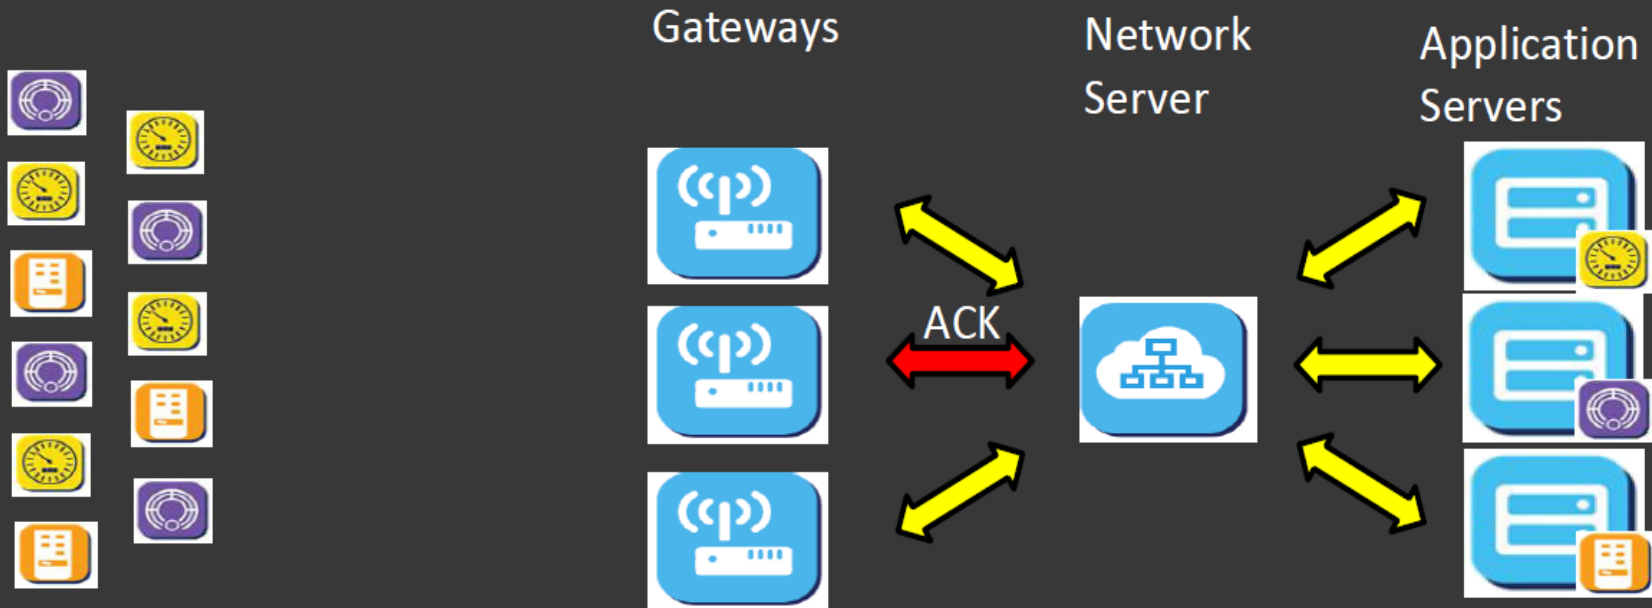 Gateways
Network
Server
Application
Servers
ACK